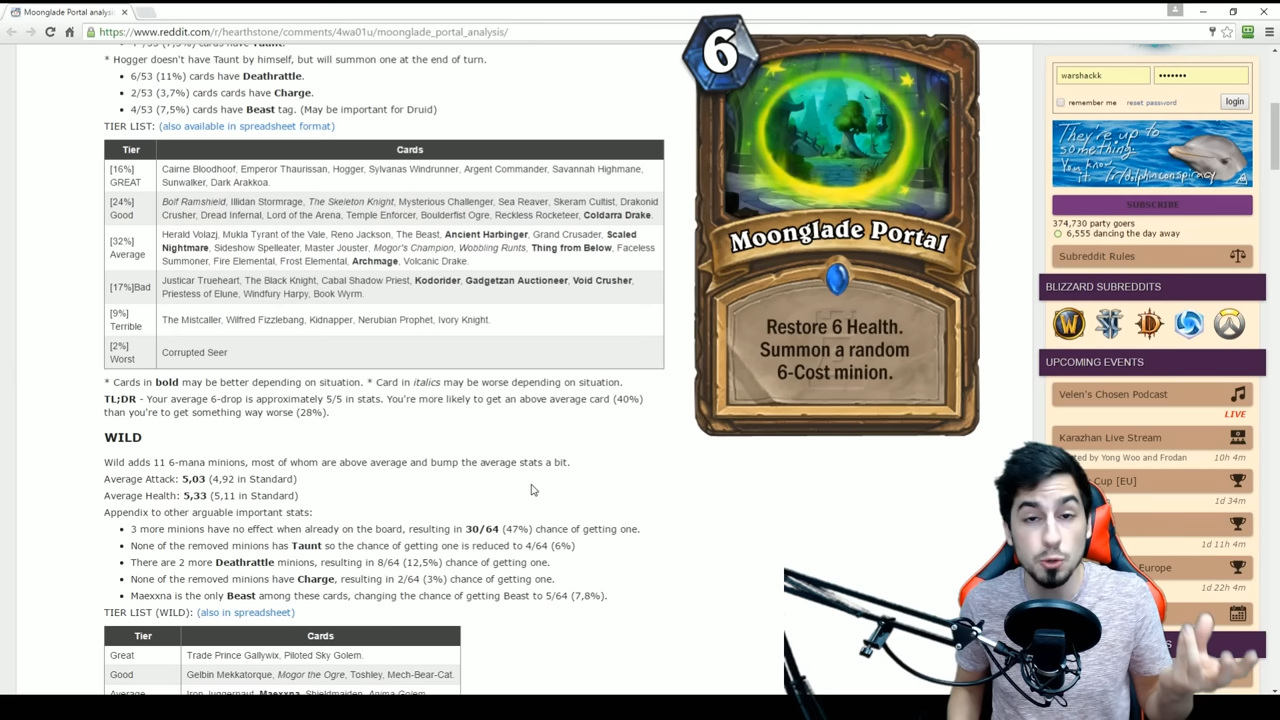 Moonglade Portal analysis
https://www.reddit.com/r/hearthstone/comments/4wa01u/moonglade_portal_analysis/
* Hogger doesn't have Taunt by himself, but will summon one at the end of turn.
• 6/53 (11%) cards have Deathrattle.
• 2/53 (3,7%) cards cards have Charge.
• 4/53 (7,5%) cards have Beast tag. (May be important for Druid)
TIER LIST: (also available in spreadsheet format)
Tier Cards
[16%] GREAT Cairne Bloodhoof, Emperor Thaurissan, Hogger, Sylvanas Windrunner, Argent Commander, Savannah Highmane,
Sunwalker, Dark Arakkoa.
[24%] Good Bolf Ramshield, Illidan Stormrage, The Skeleton Knight, Mysterious Challenger, Sea Reaver, Skeram Cultist, Drakonid
Crusher, Dread Infernal, Lord of the Arena, Temple Enforcer, Boulderfist Ogre, Reckless Rocketeer, Coldarra Drake.
[32%] Average Herald Volazj, Mukla Tyrant of the Vale, Reno Jackson, The Beast, Ancient Harbinger, Grand Crusader, Scaled
Nightmare, Sideshow Spelleater, Master Jouster, Mogor's Champion, Wobbling Runts, Thing from Below, Faceless
Summoner, Fire Elemental, Frost Elemental, Archmage, Volcanic Drake.
[17%]Bad Justicar Trueheart, The Black Knight, Cabal Shadow Priest, Kodorider, Gadgetzan Auctioneer, Void Crusher,
Priestess of Elune, Windfury Harpy, Book Wyrm.
[9%] Terrible The Mistcaller, Wilfred Fizzlebang, Kidnapper, Nerubian Prophet, Ivory Knight.
[2%] Worst Corrupted Seer
* Cards in bold may be better depending on situation. * Card in italics may be worse depending on situation.
TL;DR - Your average 6-drop is approximately 5/5 in stats. You're more likely to get an above average card (40%)
than you're to get something way worse (28%).
WILD
Wild adds 11 6-mana minions, most of whom are above average and bump the average stats a bit.
Average Attack: 5,03 (4,92 in Standard)
Average Health: 5,33 (5,11 in Standard)
Appendix to other arguable important stats:
• 3 more minions have no effect when already on the board, resulting in 30/64 (47%) chance of getting one.
• None of the removed minions has Taunt so the chance of getting one is reduced to 4/64 (6%)
• There are 2 more Deathrattle minions, resulting in 8/64 (12,5%) chance of getting one.
• None of the removed minions have Charge, resulting in 2/64 (3%) chance of getting one.
• Maexxna is the only Beast among these cards, changing the chance of getting Beast to 5/64 (7,8%).
TIER LIST (WILD): (also in spreadsheet)
Tier Cards
Great Trade Prince Gallywix, Piloted Sky Golem.
Good Gelbin Mekkatorque, Mogor the Ogre, Toshley, Mech-Bear-Cat.
Average Iron Juggernaut, Maexxna, Shieldmaiden, Anima Golem.
6
Moonglade Portal
Restore 6 Health.
Summon a random
6-Cost minion.
warshackk •••••••
remember me reset password login
They're up to
something.
You know
it. /r/dolphinconspiracy
SUBSCRIBE
374,730 party goers
6,555 dancing the day away
Subreddit Rules
BLIZZARD SUBREDDITS
UPCOMING EVENTS
Velen's Chosen Podcast
LIVE
Karazhan Live Stream
by Yong Woo and Frodan 10h 4m
Cup [EU]
1d 34m
1d 11h 4m
Europe
1d 22h 4m